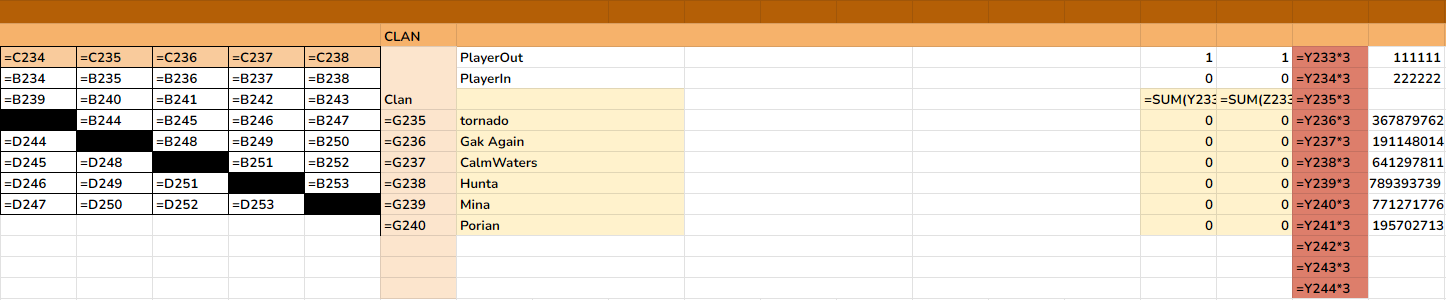 CLAN
=C234 =C235 =C236 =C237 =C238 PlayerOut 1 1 =Y233*3 111111
=B234 =B235 =B236 =B237 =B238 PlayerIn 0 0 =Y234*3 222222
=B239 =B240 =B241 =B242 =B243 Clan =SUM(Y233 =SUM(Z233 =Y235*3
=B244 =B245 =B246 =B247 =G235 tornado 0 0 =Y236*3 367879762
=D244 =B248 =B249 =B250 =G236 Gak Again 0 0 =Y237*3 191148014
=D245 =D248 =B251 =B252 =G237 CalmWaters 0 0 =Y238*3 641297811
=D246 =D249 =D251 =B253 =G238 Hunta 0 0 =Y239*3 789393739
=D247 =D250 =D252 =D253 =G239 Mina 0 0 =Y240*3 771271776
=G240 Porian 0 0 =Y241*3 195702713
=Y242*3
=Y243*3
=Y244*3